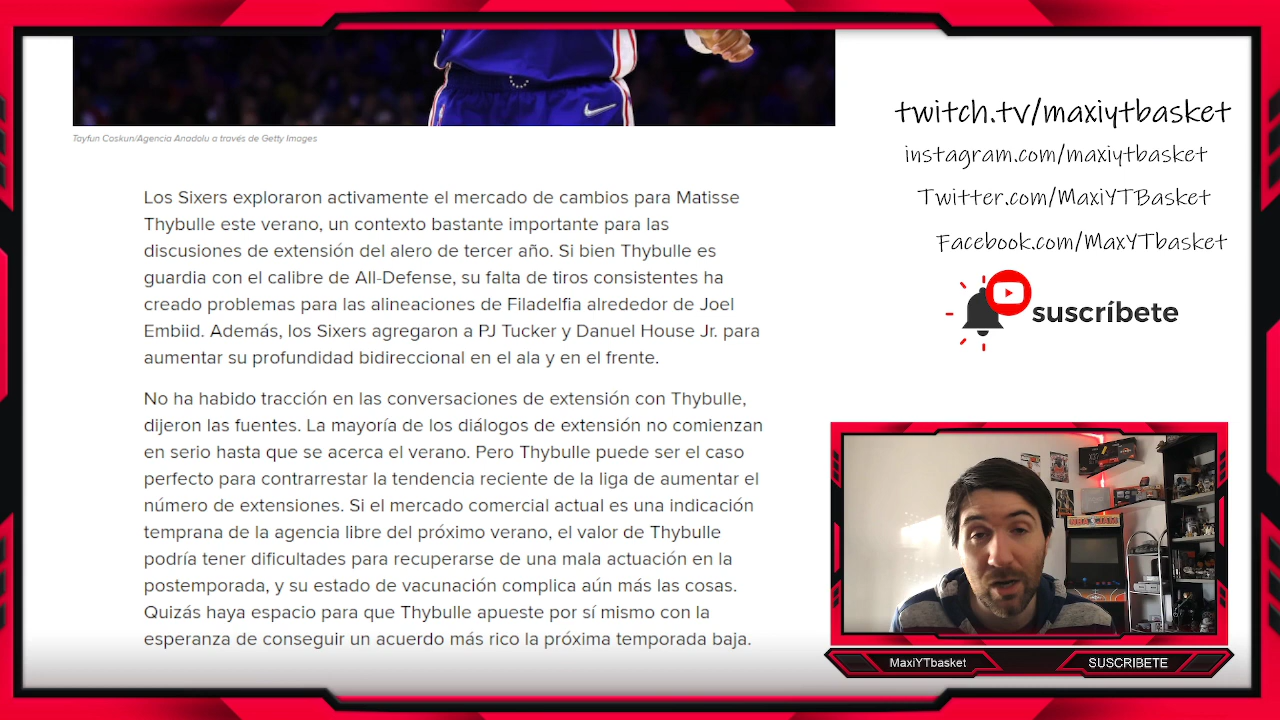 Tayfun Coskun/Agencia Anadolu a través de Getty Images
Los Sixers exploraron activamente el mercado de cambios para Matisse
Thybulle este verano, un contexto bastante importante para las
discusiones de extensión del alero de tercer año. Si bien Thybulle es
guardia con el calibre de All-Defense, su falta de tiros consistentes ha
creado problemas para las alineaciones de Filadelfia alrededor de Joel
Embiid. Además, los Sixers agregaron a PJ Tucker y Danuel House Jr. para
aumentar su profundidad bidireccional en el ala y en el frente.
No ha habido tracción en las conversaciones de extensión con Thybulle,
dijeron las fuentes. La mayoría de los diálogos de extensión no comienzan
en serio hasta que se acerca el verano. Pero Thybulle puede ser el caso
perfecto para contrarrestar la tendencia reciente de la liga de aumentar el
número de extensiones. Si el mercado comercial actual es una indicación
temprana de la agencia libre del próximo verano, el valor de Thybulle
podría tener dificultades para recuperarse de una mala actuación en la
postemporada, y su estado de vacunacion complica aún más las cosas.
Quizás haya espacio para que Thybulle apueste por sí mismo con la
esperanza de conseguir un acuerdo más rico la próxima temporada baja.
twitch.tv/maxiytbasket
instagram.com/maxiytbasket
Twitter.com/MaxiYTBasket
Facebook.com/MaxYTbasket
suscríbete
NBA JAM
MaxiYTbasket
SUSCRIBETE